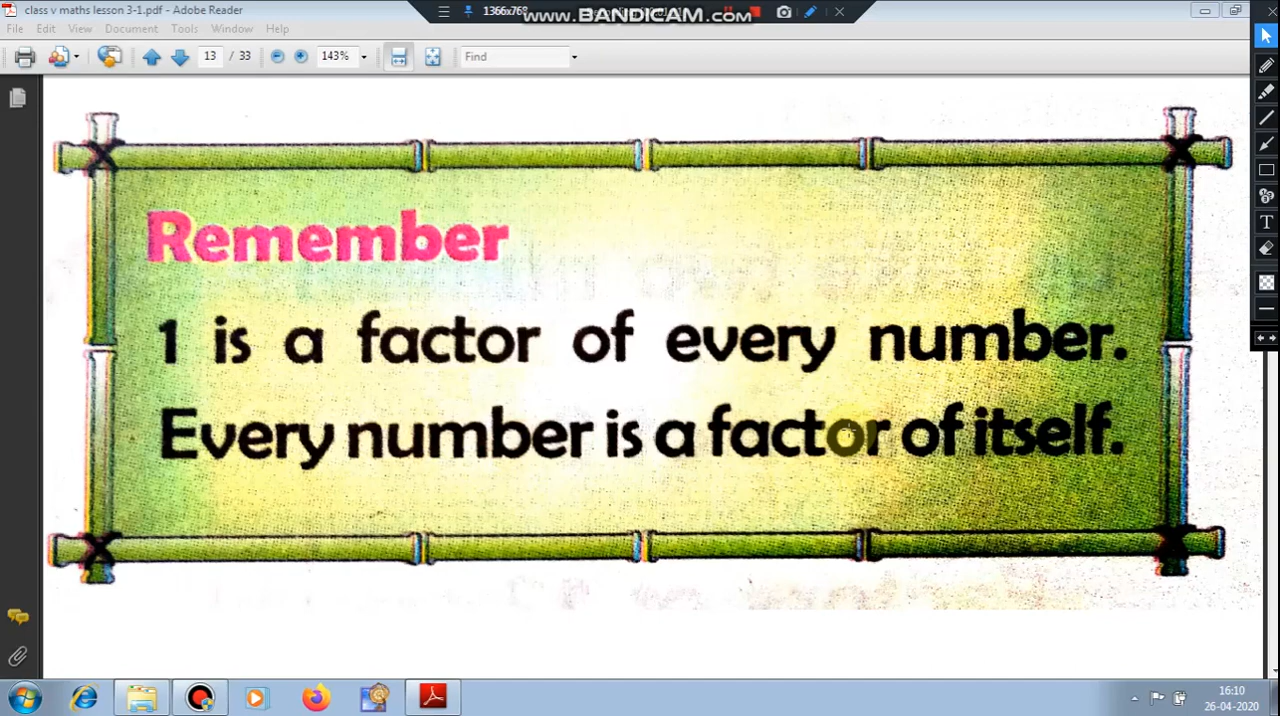 class v maths lesson 3-1.pdf - Adobe Reader
1366x768
www.BANDICAM.com
File Edit View Document Tools Window Help
13 / 33 143% Find
Remember
1 is a factor of every number.
Every number is a factor of itself.
T
16:10
26-04-2020